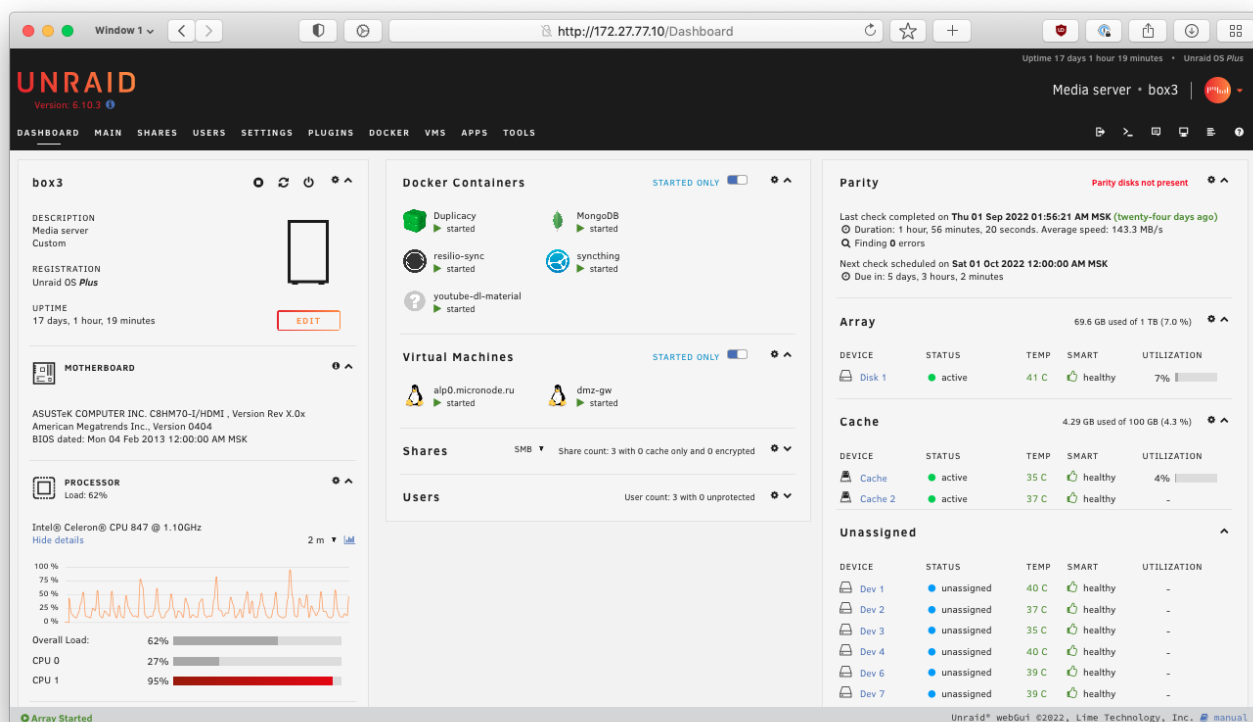 Window 1
http://172.27.77.10/Dashboard
Uptime 17 days 1 hour 19 minutes • Unraid OS Plus
UNRAID
Version: 6.10.3
Media server • box3
DASHBOARD MAIN SHARES USERS SETTINGS PLUGINS DOCKER VMS APPS TOOLS
box3
DESCRIPTION
Media server
Custom
REGISTRATION
Unraid OS Plus
UPTIME
17 days, 1 hour, 19 minutes
EDIT
MOTHERBOARD
ASUSTeK COMPUTER INC. C8HM70-I/HDMI , Version Rev X.0x
American Megatrends Inc., Version 0404
BIOS dated: Mon 04 Feb 2013 12:00:00 AM MSK
PROCESSOR
Load: 62%
Intel® Celeron® CPU 847 @ 1.10GHz
Hide details 2 m
100 %
75 %
50 %
25 %
0 %
Overall Load: 62%
CPU 0 27%
CPU 1 95%
Docker Containers STARTED ONLY
Duplicacy
started
MongoDB
started
resilio-sync
started
syncthing
started
youtube-dl-material
started
Virtual Machines STARTED ONLY
alp0.micronode.ru
started
dmz-gw
started
Shares SMB Share count: 3 with 0 cache only and 0 encrypted
Users User count: 3 with 0 unprotected
Parity Parity disks not present
Last check completed on Thu 01 Sep 2022 01:56:21 AM MSK (twenty-four days ago)
Duration: 1 hour, 56 minutes, 20 seconds. Average speed: 143.3 MB/s
Finding 0 errors
Next check scheduled on Sat 01 Oct 2022 12:00:00 AM MSK
Due in: 5 days, 3 hours, 2 minutes
Array 69.6 GB used of 1 TB (7.0 %)
DEVICE STATUS TEMP SMART UTILIZATION
Disk 1 active 41 C healthy 7%
Cache 4.29 GB used of 100 GB (4.3 %)
DEVICE STATUS TEMP SMART UTILIZATION
Cache active 35 C healthy 4%
Cache 2 active 37 C healthy -
Unassigned
DEVICE STATUS TEMP SMART UTILIZATION
Dev 1 unassigned 40 C healthy -
Dev 2 unassigned 37 C healthy -
Dev 3 unassigned 35 C healthy -
Dev 4 unassigned 40 C healthy -
Dev 6 unassigned 39 C healthy -
Dev 7 unassigned 39 C healthy -
Array Started
Unraid® webGui ©2022, Lime Technology, Inc. manual